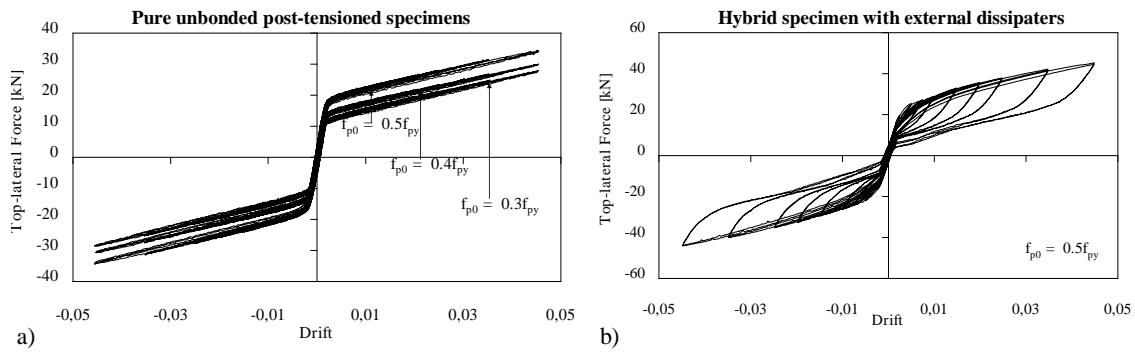 Pure unbonded post-tensioned specimens
40
30
20
10
0
-10
-20
-30
-40
Top-lateral Force [kN]
f_p0 = 0.5f_py
f_p0 = 0.4f_py
f_p0 = 0.3f_py
-0,05 -0,03 -0,01 0,01 0,03 0,05
Drift
a)
Hybrid specimen with external dissipaters
60
40
20
0
-20
-40
-60
Top-lateral Force [kN]
f_p0 = 0.5f_py
-0,05 -0,03 -0,01 0,01 0,03 0,05
Drift
b)